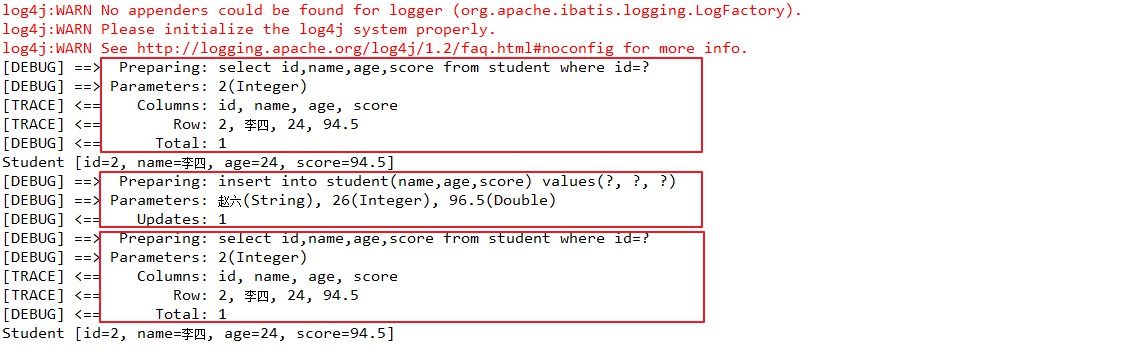 log4j:WARN No appenders could be found for logger (org.apache.ibatis.logging.LogFactory).
log4j:WARN Please initialize the log4j system properly.
log4j:WARN See http://logging.apache.org/log4j/1.2/faq.html#noconfig for more info.
[DEBUG] ==>  Preparing: select id,name,age,score from student where id=?
[DEBUG] ==> Parameters: 2(Integer)
[TRACE] <==    Columns: id, name, age, score
[TRACE] <==        Row: 2, 李四, 24, 94.5
[DEBUG] <==      Total: 1
Student [id=2, name=李四, age=24, score=94.5]
[DEBUG] ==>  Preparing: insert into student(name,age,score) values(?, ?, ?)
[DEBUG] ==> Parameters: 赵六(String), 26(Integer), 96.5(Double)
[DEBUG] <==    Updates: 1
[DEBUG] ==>  Preparing: select id,name,age,score from student where id=?
[DEBUG] ==> Parameters: 2(Integer)
[TRACE] <==    Columns: id, name, age, score
[TRACE] <==        Row: 2, 李四, 24, 94.5
[DEBUG] <==      Total: 1
Student [id=2, name=李四, age=24, score=94.5]